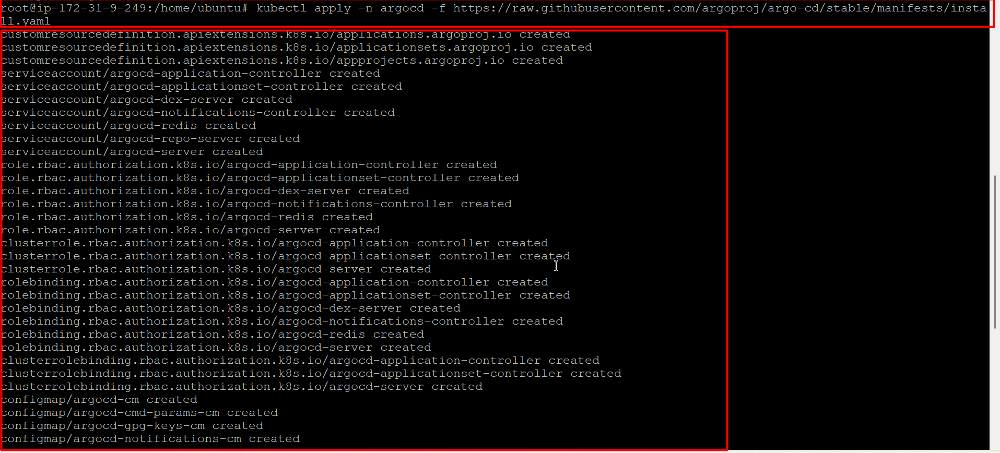 root@ip-172-31-9-249:/home/ubuntu# kubectl apply -n argocd -f https://raw.githubusercontent.com/argoproj/argo-cd/stable/manifests/insta
ll.yaml
customresourcedefinition.apiextensions.k8s.io/applications.argoproj.io created
customresourcedefinition.apiextensions.k8s.io/applicationsets.argoproj.io created
customresourcedefinition.apiextensions.k8s.io/appprojects.argoproj.io created
serviceaccount/argocd-application-controller created
serviceaccount/argocd-applicationset-controller created
serviceaccount/argocd-dex-server created
serviceaccount/argocd-notifications-controller created
serviceaccount/argocd-redis created
serviceaccount/argocd-repo-server created
serviceaccount/argocd-server created
role.rbac.authorization.k8s.io/argocd-application-controller created
role.rbac.authorization.k8s.io/argocd-applicationset-controller created
role.rbac.authorization.k8s.io/argocd-dex-server created
role.rbac.authorization.k8s.io/argocd-notifications-controller created
role.rbac.authorization.k8s.io/argocd-redis created
role.rbac.authorization.k8s.io/argocd-server created
clusterrole.rbac.authorization.k8s.io/argocd-application-controller created
clusterrole.rbac.authorization.k8s.io/argocd-applicationset-controller created
clusterrole.rbac.authorization.k8s.io/argocd-server created
rolebinding.rbac.authorization.k8s.io/argocd-application-controller created
rolebinding.rbac.authorization.k8s.io/argocd-applicationset-controller created
rolebinding.rbac.authorization.k8s.io/argocd-dex-server created
rolebinding.rbac.authorization.k8s.io/argocd-notifications-controller created
rolebinding.rbac.authorization.k8s.io/argocd-redis created
rolebinding.rbac.authorization.k8s.io/argocd-server created
clusterrolebinding.rbac.authorization.k8s.io/argocd-application-controller created
clusterrolebinding.rbac.authorization.k8s.io/argocd-applicationset-controller created
clusterrolebinding.rbac.authorization.k8s.io/argocd-server created
configmap/argocd-cm created
configmap/argocd-cmd-params-cm created
configmap/argocd-gpg-keys-cm created
configmap/argocd-notifications-cm created